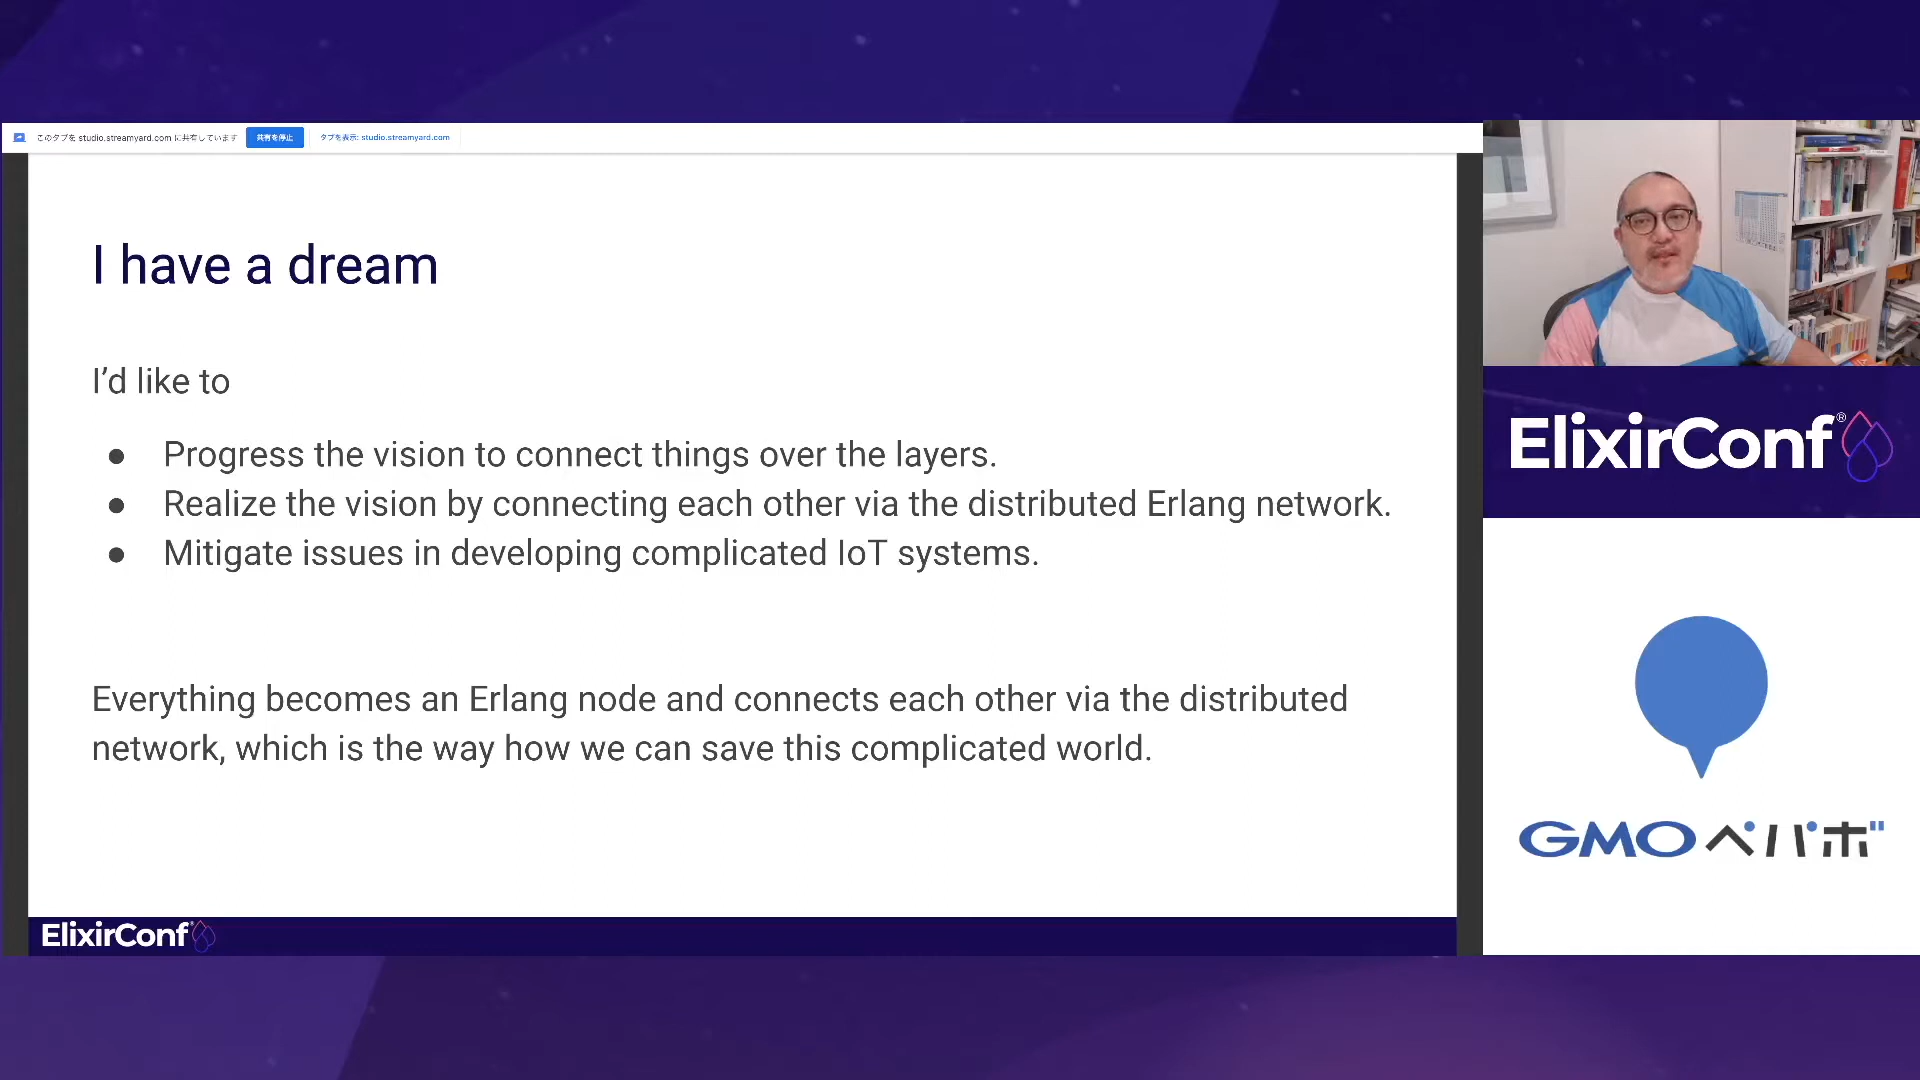 このタブを studio.streamyard.com に共有しています
共有を停止
タブを表示: studio.streamyard.com
I have a dream
I’d like to
● Progress the vision to connect things over the layers.
● Realize the vision by connecting each other via the distributed Erlang network.
● Mitigate issues in developing complicated IoT systems.
Everything becomes an Erlang node and connects each other via the distributed
network, which is the way how we can save this complicated world.
ElixirConf
ElixirConf®
GMOペパボ